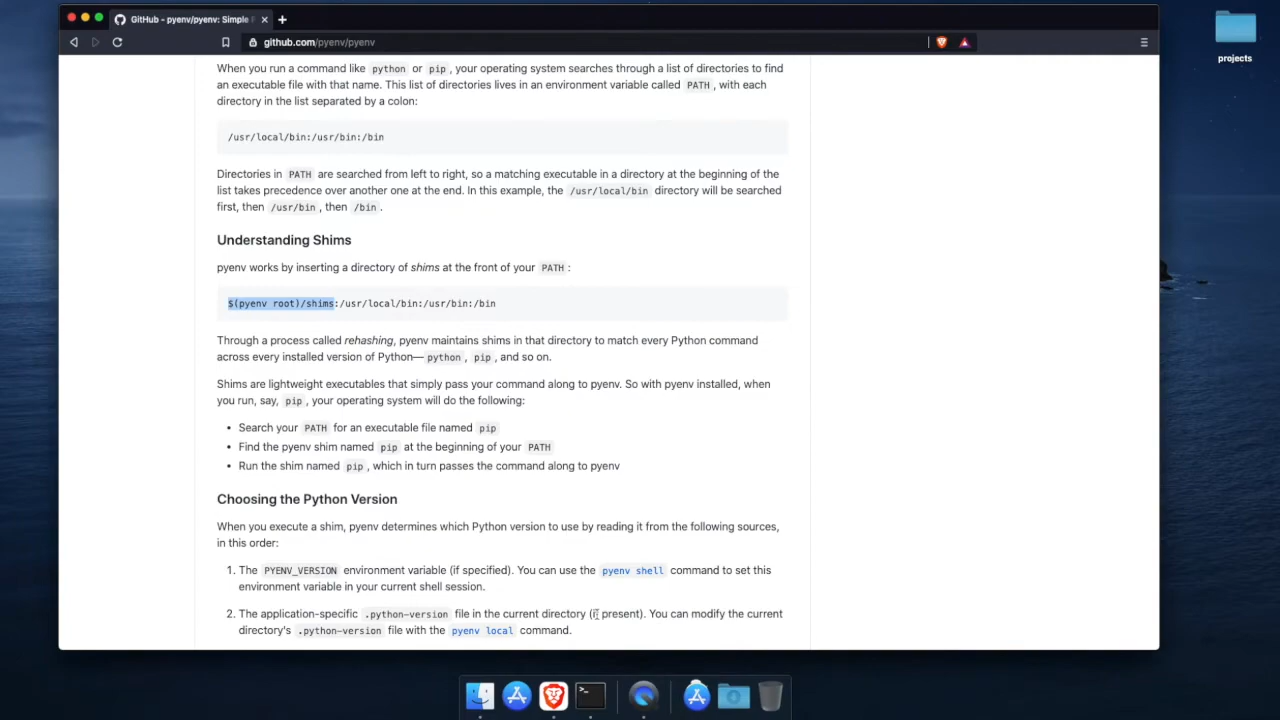 GitHub - pyenv/pyenv: Simple
github.com/pyenv/pyenv
projects
When you run a command like python or pip, your operating system searches through a list of directories to find
an executable file with that name. This list of directories lives in an environment variable called PATH, with each
directory in the list separated by a colon:
/usr/local/bin:/usr/bin:/bin
Directories in PATH are searched from left to right, so a matching executable in a directory at the beginning of the
list takes precedence over another one at the end. In this example, the /usr/local/bin directory will be searched
first, then /usr/bin, then /bin.
Understanding Shims
pyenv works by inserting a directory of shims at the front of your PATH:
$(pyenv root)/shims:/usr/local/bin:/usr/bin:/bin
Through a process called rehashing, pyenv maintains shims in that directory to match every Python command
across every installed version of Python—python, pip, and so on.
Shims are lightweight executables that simply pass your command along to pyenv. So with pyenv installed, when
you run, say, pip, your operating system will do the following:
• Search your PATH for an executable file named pip
• Find the pyenv shim named pip at the beginning of your PATH
• Run the shim named pip, which in turn passes the command along to pyenv
Choosing the Python Version
When you execute a shim, pyenv determines which Python version to use by reading it from the following sources,
in this order:
1. The PYENV_VERSION environment variable (if specified). You can use the pyenv shell command to set this
environment variable in your current shell session.
2. The application-specific .python-version file in the current directory (if present). You can modify the current
directory's .python-version file with the pyenv local command.